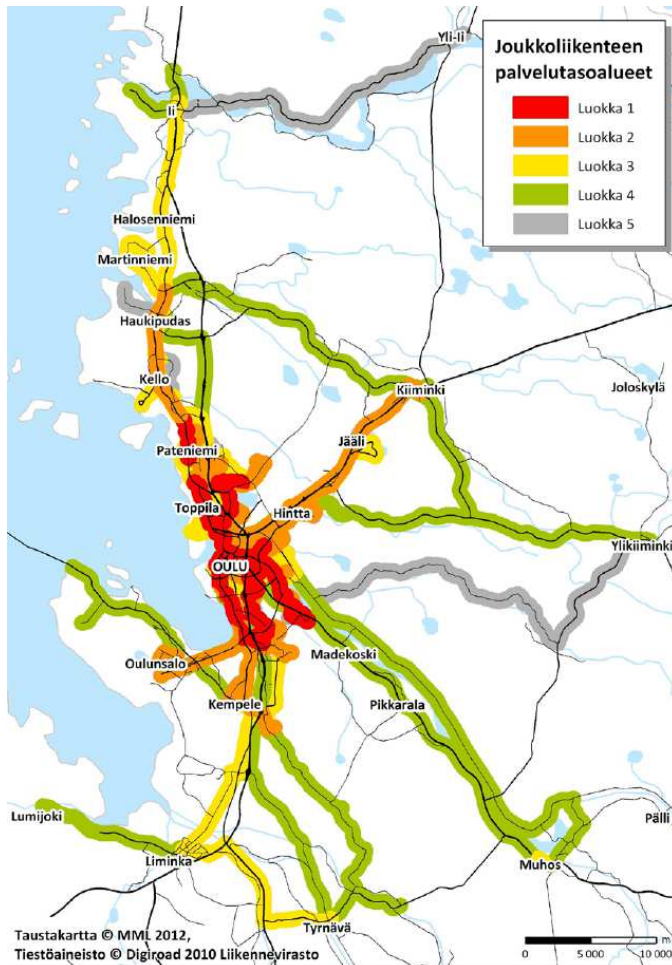 Yli-Ii
Joukkoliikenteen
palvelutasoalueet
Luokka 1
Luokka 2
Luokka 3
Luokka 4
Luokka 5
Ii
Halosenniemi
Martinniemi
Haukipudas
Kello
Kiiminki
Joloskylä
Jääli
Pateniemi
Toppila
Hintta
Ylikiiminki
OULU
Madekoski
Oulunsalo
Kempele
Pikkarala
Lumijoki
Pälli
Liminka
Muhos
Tyrnävä
Taustakartta © MML 2012,
Tiestöaineisto © Digiroad 2010 Liikennevirasto
m
0 5 000 10 000